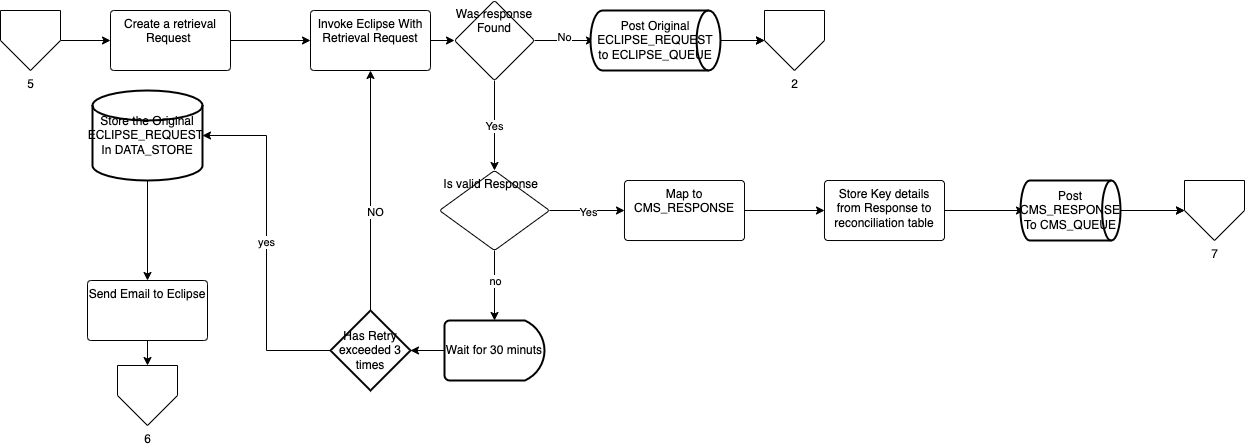 5
Create a retrieval
Request
Invoke Eclipse With
Retrieval Request
Was response
Found
No
Post Original
ECLIPSE_REQUEST
to ECLIPSE_QUEUE
2
Yes
Store the Original
ECLIPSE_REQUEST
In DATA_STORE
yes
NO
Is valid Response
Yes
Map to
CMS_RESPONSE
Store Key details
from Response to
reconciliation table
Post
CMS_RESPONSE
To CMS_QUEUE
7
no
Send Email to Eclipse
Has Retry
exceeded 3
times
Wait for 30 minuts
6